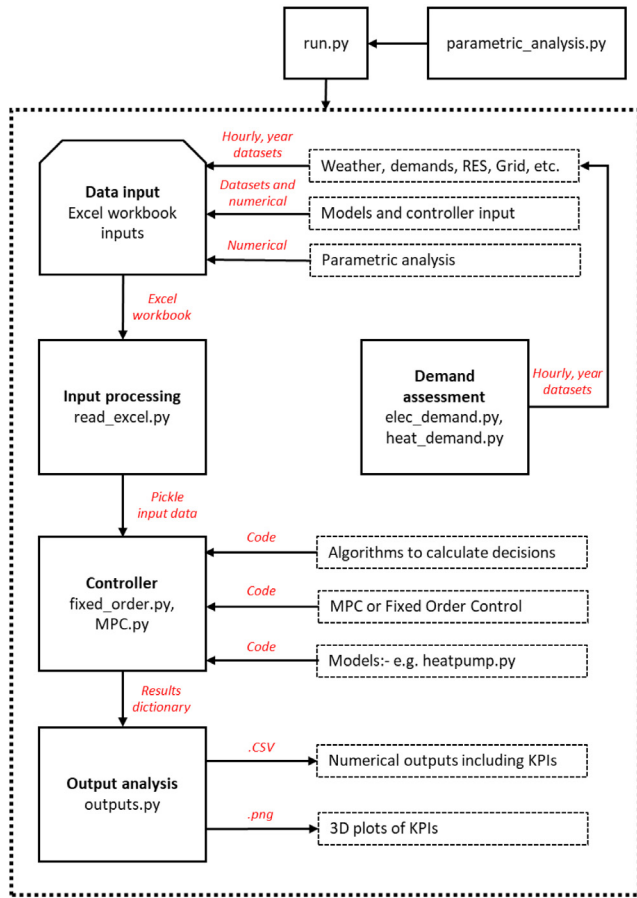 run.py
parametric_analysis.py
Hourly, year
datasets
Weather, demands, RES, Grid, etc.
Data input
Excel workbook
inputs
Datasets and
numerical
Models and controller input
Numerical
Parametric analysis
Excel
workbook
Input processing
read_excel.py
Demand
assessment
elec_demand.py,
heat_demand.py
Hourly, year
datasets
Pickle
input data
Controller
fixed_order.py,
MPC.py
Code
Algorithms to calculate decisions
Code
MPC or Fixed Order Control
Code
Models:- e.g. heatpump.py
Results
dictionary
Output analysis
outputs.py
.CSV
Numerical outputs including KPIs
.png
3D plots of KPIs